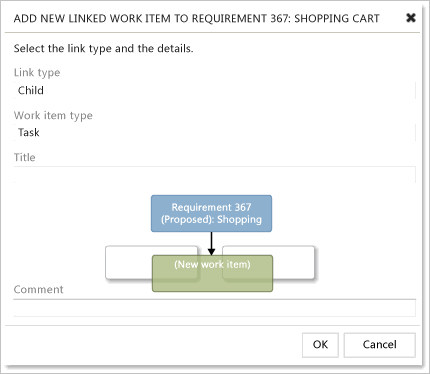 ADD NEW LINKED WORK ITEM TO REQUIREMENT 367: SHOPPING CART
Select the link type and the details.
Link type
Child
Work item type
Task
Title
Requirement 367
(Proposed): Shopping
(New work item)
Comment
OK
Cancel